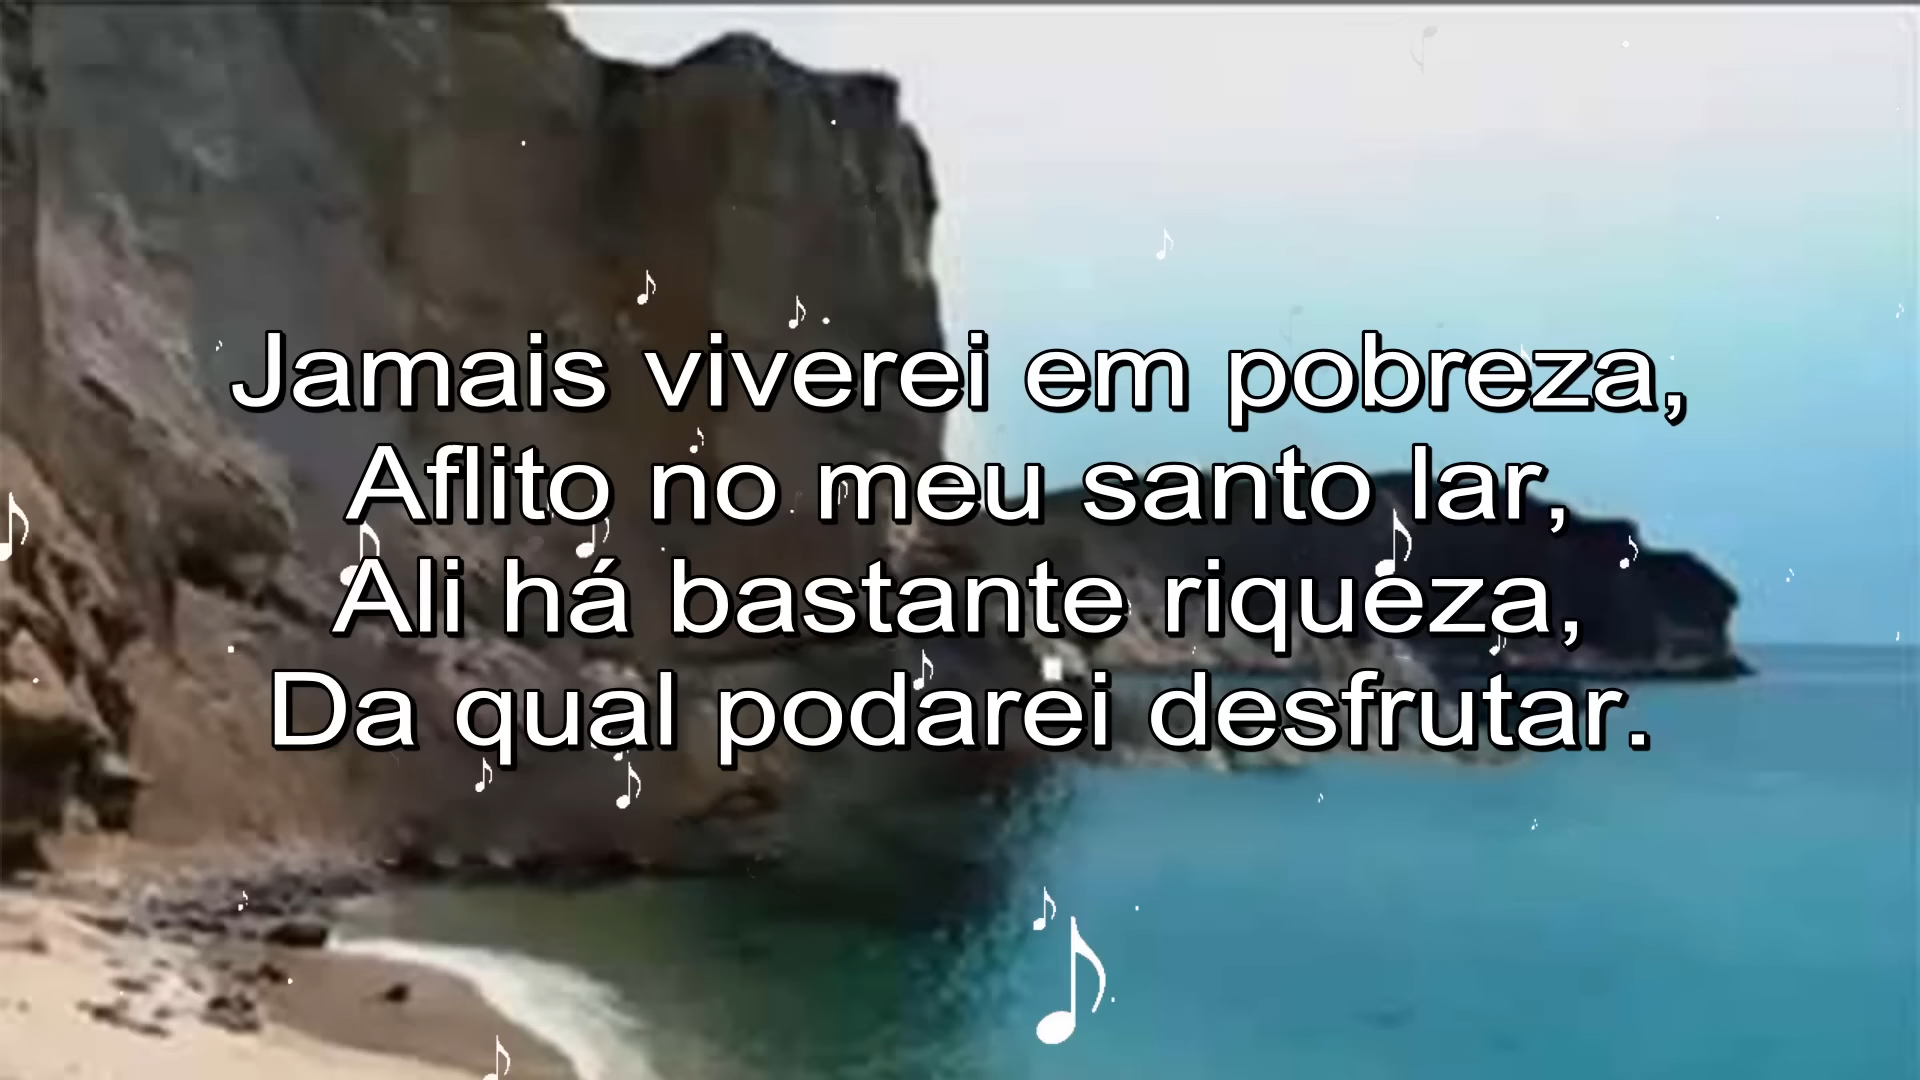 Jamais viverei em pobreza,
Aflito no meu santo lar,
Ali há bastante riqueza,
Da qual podarei desfrutar.